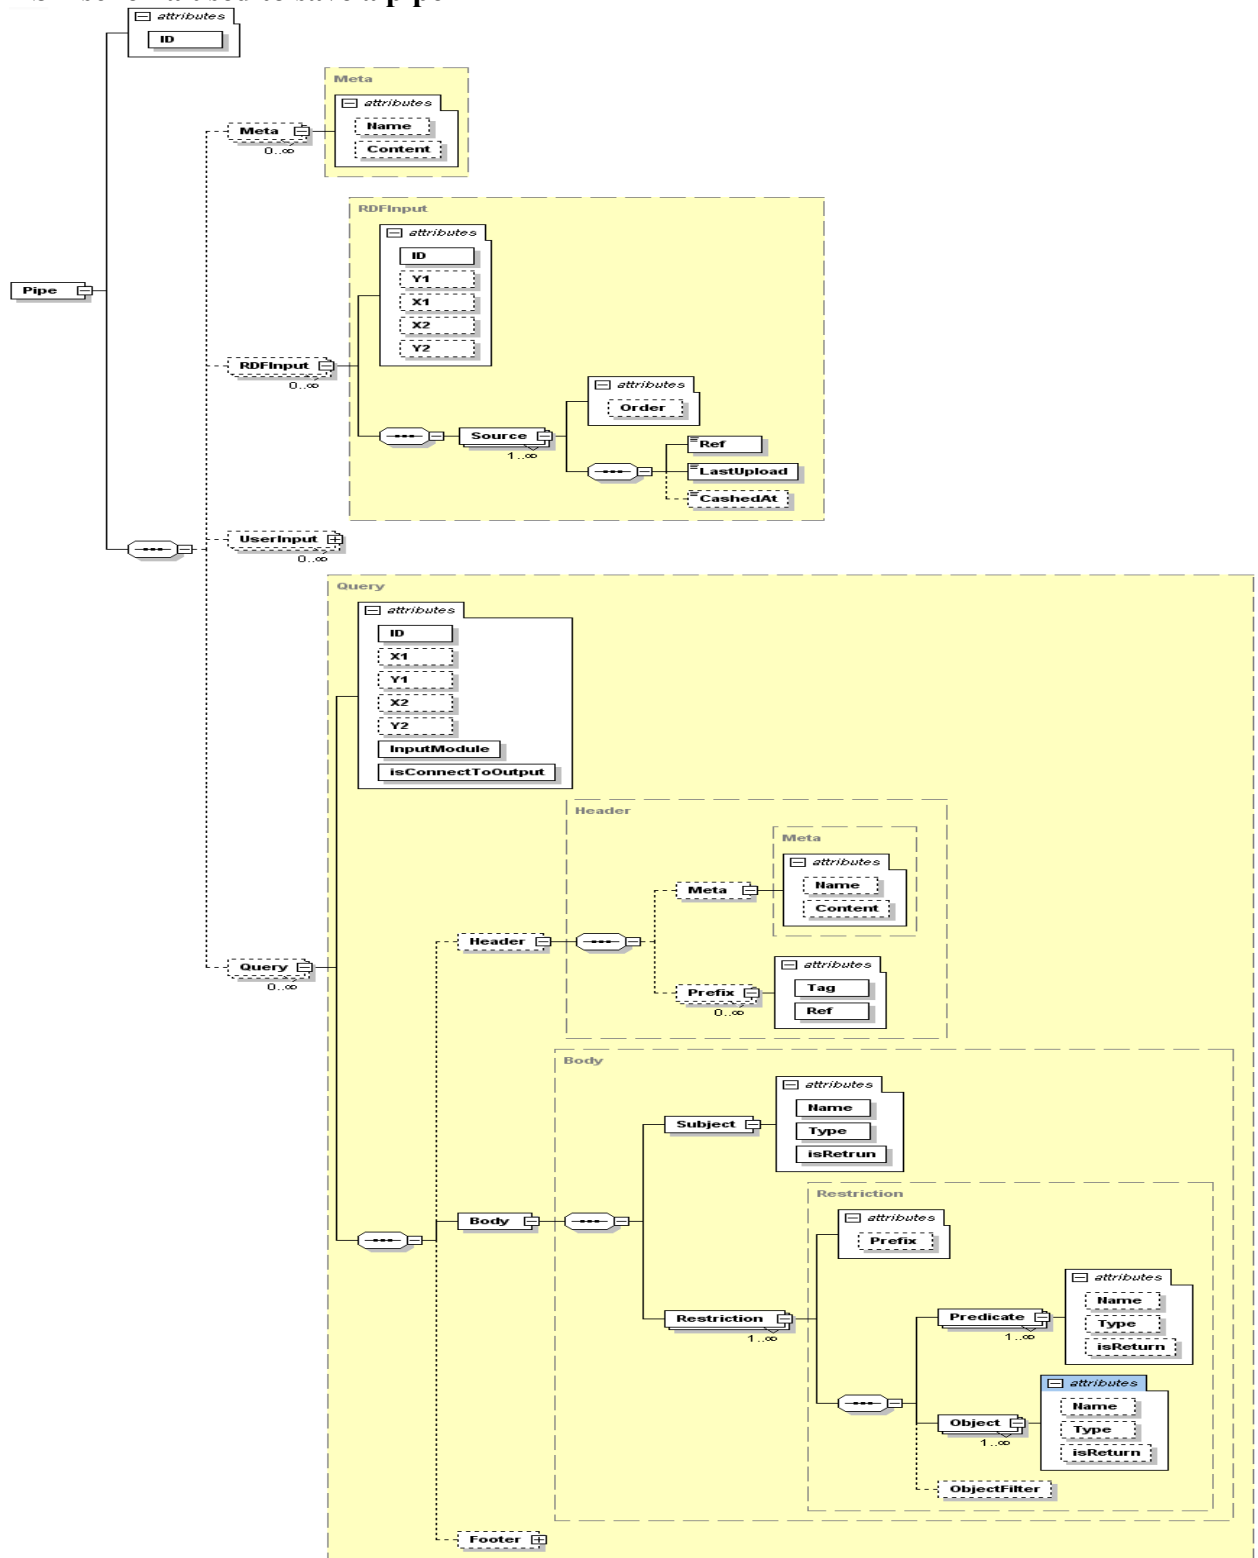 attributes
ID
Meta
attributes
Name
Content
Meta
0..∞
RDFInput
attributes
ID
Y1
X1
X2
Y2
Pipe
RDFInput
0..∞
attributes
Order
Source
1..∞
Ref
LastUpload
CashedAt
UserInput
0..∞
Query
attributes
ID
X1
Y1
X2
Y2
InputModule
isConnectToOutput
Header
Meta
attributes
Name
Content
Meta
Header
Query
0..∞
attributes
Tag
Ref
Prefix
0..∞
Body
attributes
Name
Type
isRetrun
Subject
Restriction
attributes
Prefix
Body
attributes
Name
Type
isReturn
Predicate
1..∞
Restriction
1..∞
attributes
Name
Type
isReturn
Object
1..∞
ObjectFilter
Footer